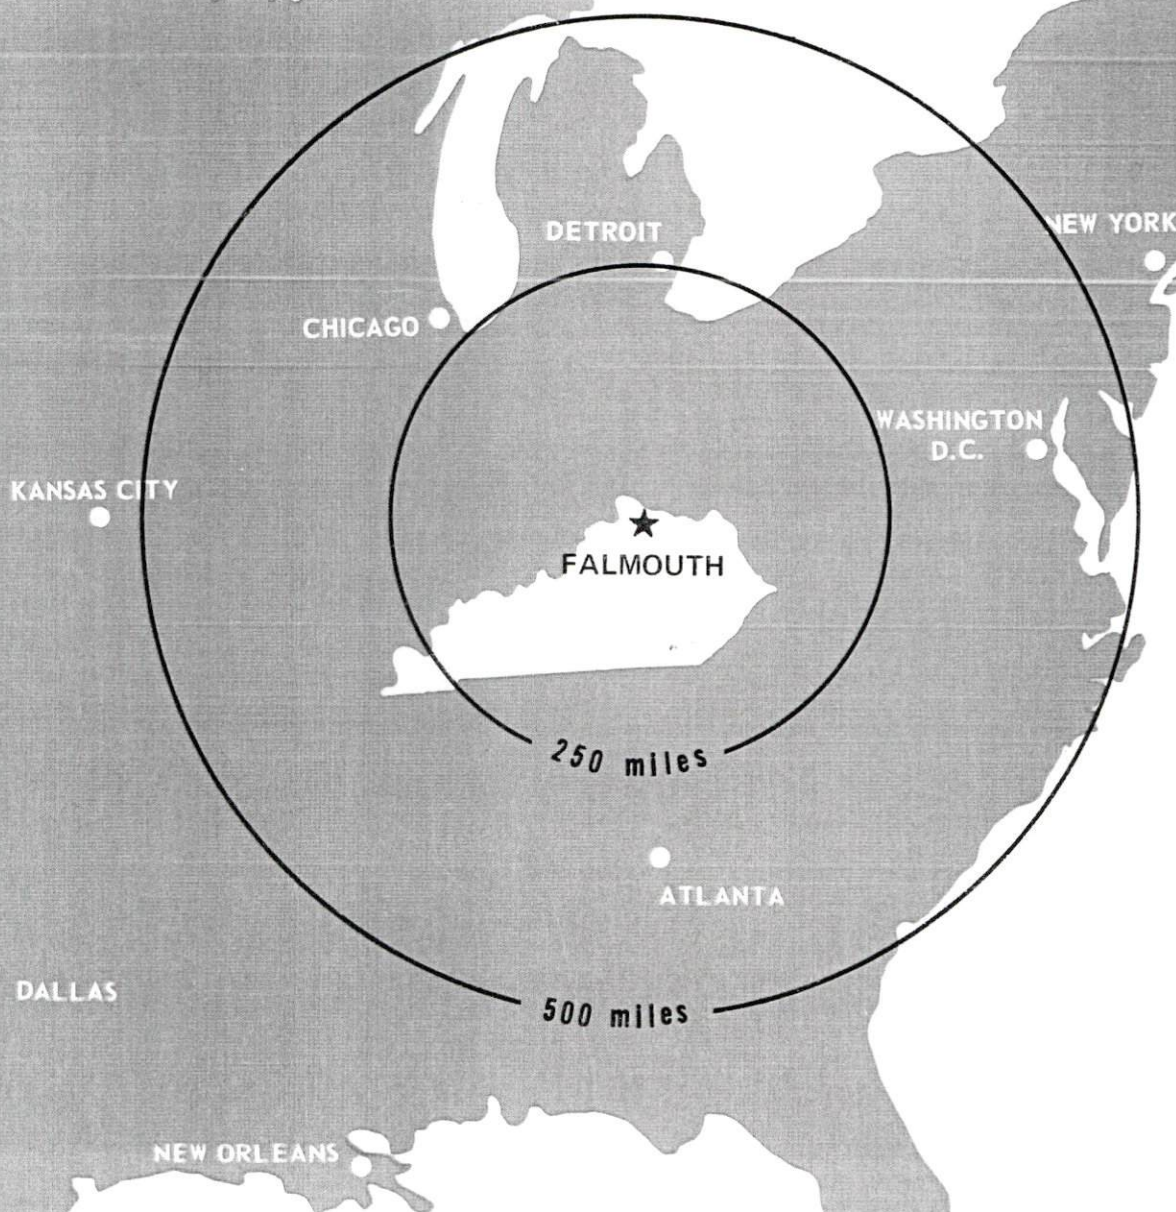 DETROIT
NEW YORK
CHICAGO
WASHINGTON
D.C.
KANSAS CITY
FALMOUTH
250 miles
ATLANTA
DALLAS
500 miles
NEW ORLEANS